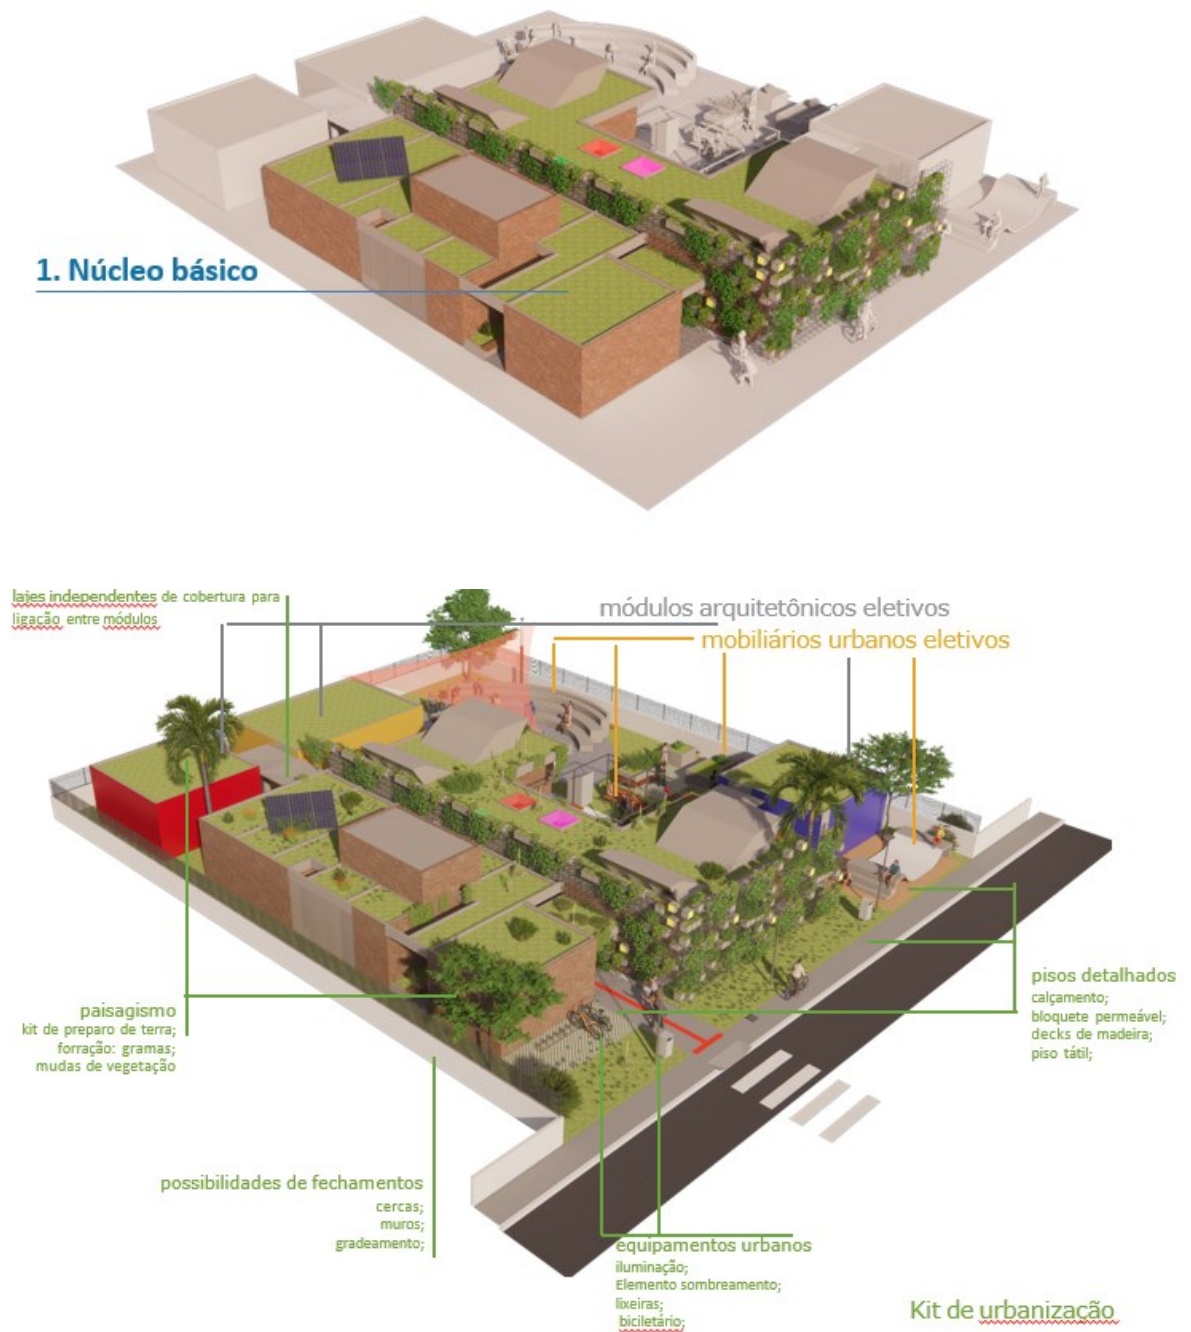 1. Núcleo básico
lajes independentes de cobertura para
ligação entre módulos
módulos arquitetônicos eletivos
mobiliários urbanos eletivos
paisagismo
kit de preparo de terra;
forração: gramas;
mudas de vegetação
pisos detalhados
calçamento;
bloquete permeável;
decks de madeira;
piso tátil;
possibilidades de fechamentos
cercas;
muros;
gradeamento;
equipamentos urbanos
iluminação;
Elemento sombreamento;
lixeiras;
biciletário;
Kit de urbanização